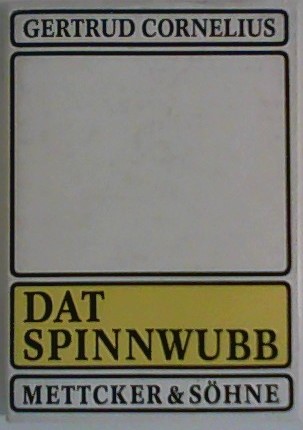 GERTRUD CORNELIUS
DAT
SPINNWUBB
METTCKER & SÖHNE